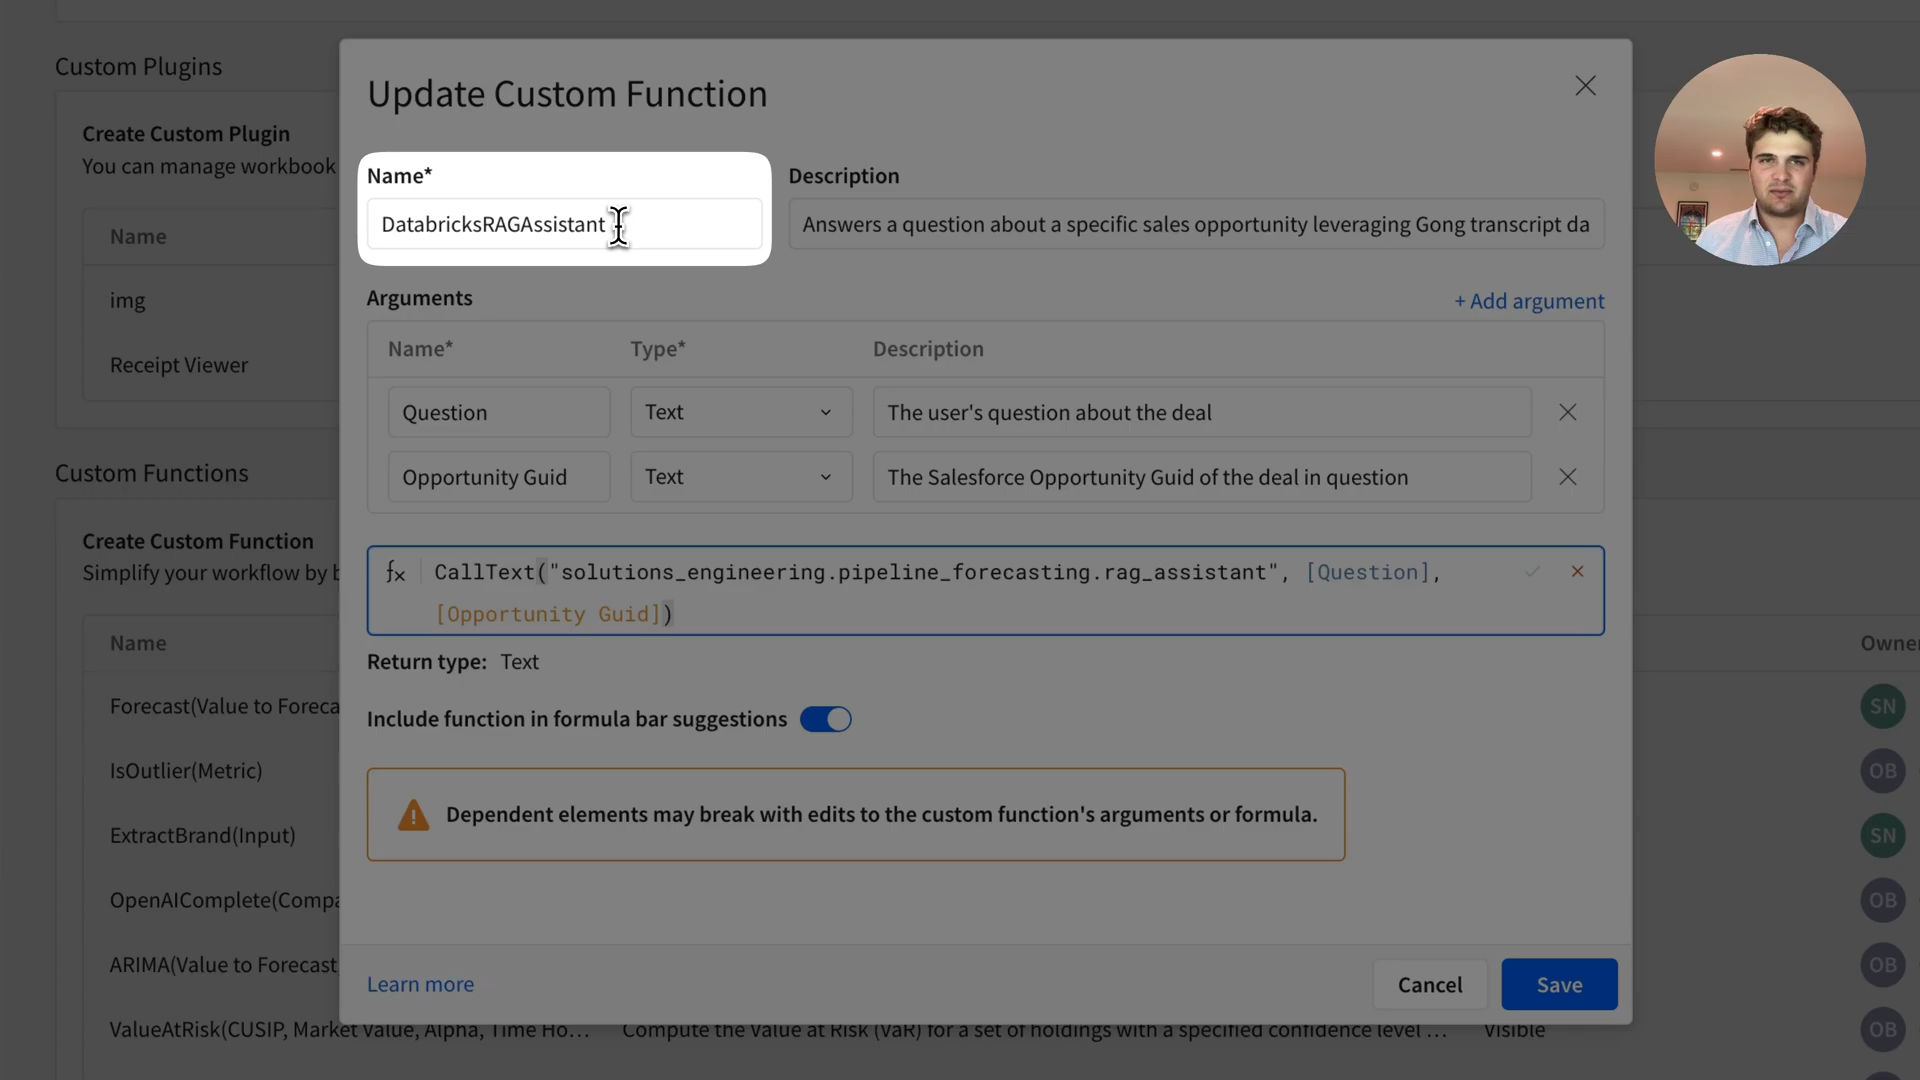 Custom Plugins
Create Custom Plugin
You can manage workbook
Name
img
Receipt Viewer
Custom Functions
Create Custom Function
Simplify your workflow by b
Name
Owner
Forecast(Value to Foreca
SN
IsOutlier(Metric)
OB
ExtractBrand(Input)
SN
OpenAIComplete(Compa
OB
ARIMA(Value to Forecast
OB
ValueAtRisk(CUSIP, Market Value, Alpha, Time Ho... Compute the Value at Risk (VaR) for a set of holdings with a specified confidence level ... Visible
OB
Update Custom Function
Name* Description
DatabricksRAGAssistant Answers a question about a specific sales opportunity leveraging Gong transcript da
Arguments + Add argument
Name* Type* Description
Question Text The user's question about the deal
Opportunity Guid Text The Salesforce Opportunity Guid of the deal in question
fx CallText("solutions_engineering.pipeline_forecasting.rag_assistant", [Question],
[Opportunity Guid])
Return type: Text
Include function in formula bar suggestions
Dependent elements may break with edits to the custom function's arguments or formula.
Learn more Cancel Save